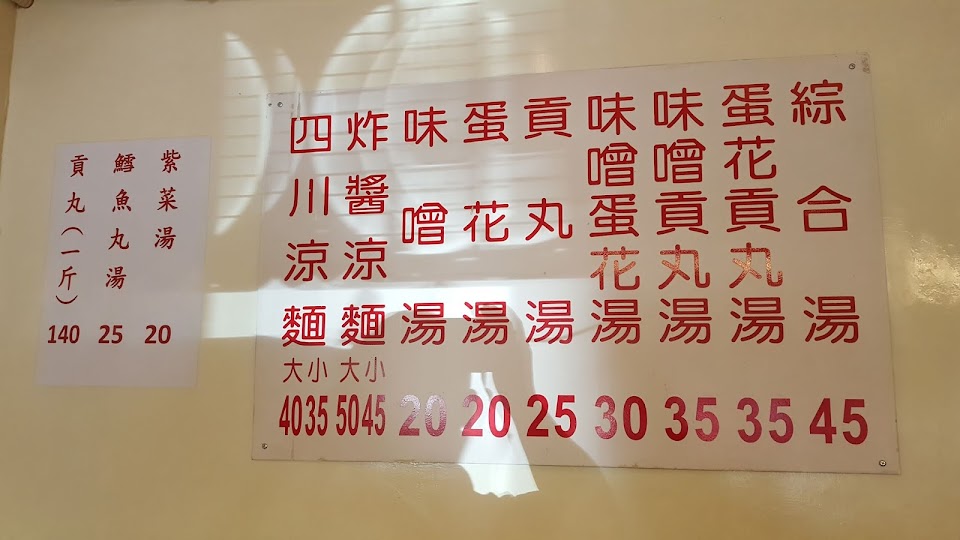 綜合湯 45
蛋花貢丸湯 35
味噌貢丸湯 35
味噌蛋花湯 30
貢丸湯 25
蛋花湯 20
味噌湯 20
炸醬涼麵 大小 5045
四川涼麵 大小 4035
紫菜湯 20
鱈魚丸湯 25
貢丸(一斤) 140